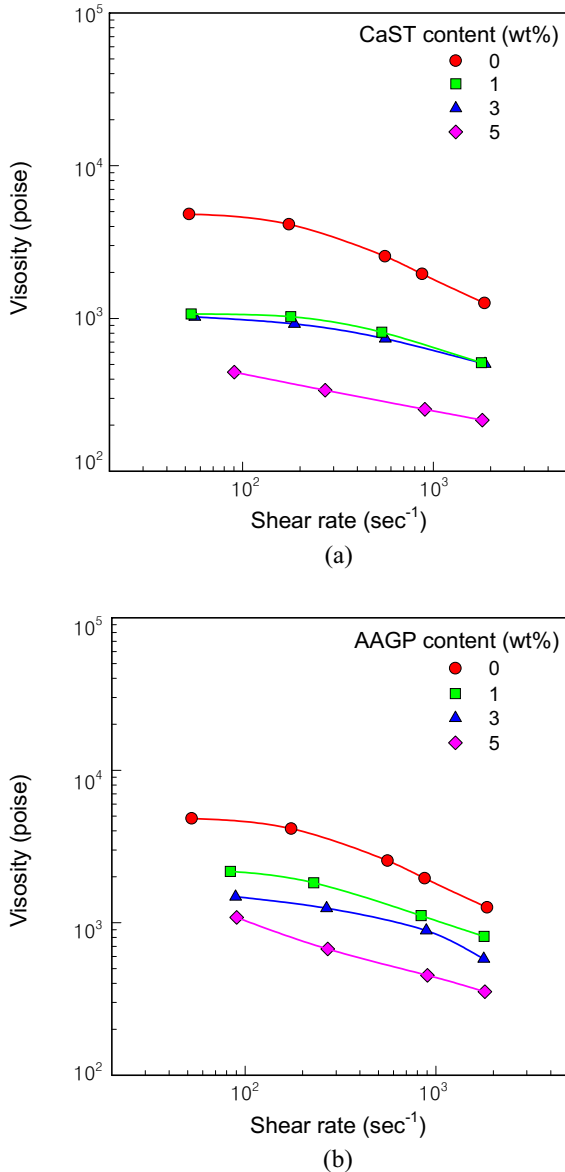 10^5
CaST content (wt%)
0
1
3
5
10^4
Visosity (poise)
10^3
10^2
10^2 10^3
Shear rate (sec^-1)
(a)
10^5
AAGP content (wt%)
0
1
3
5
10^4
Visosity (poise)
10^3
10^2
10^2 10^3
Shear rate (sec^-1)
(b)